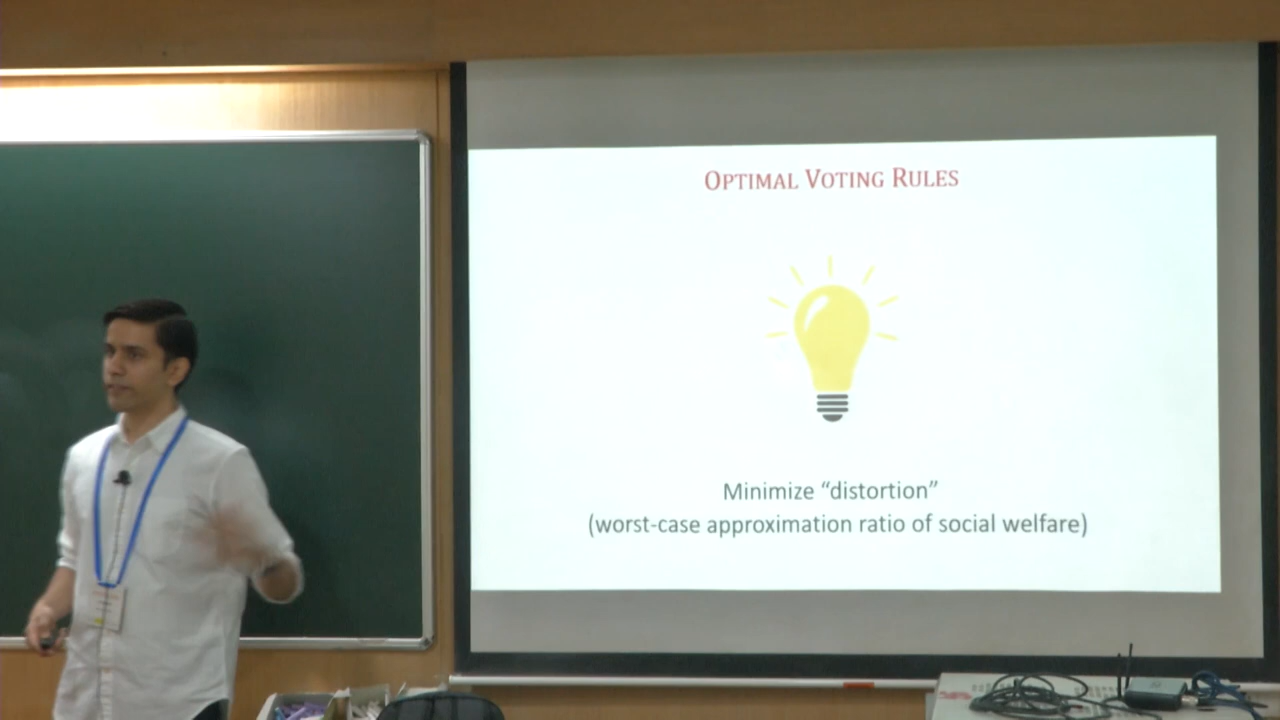 OPTIMAL VOTING RULES
Minimize “distortion”
(worst-case approximation ratio of social welfare)